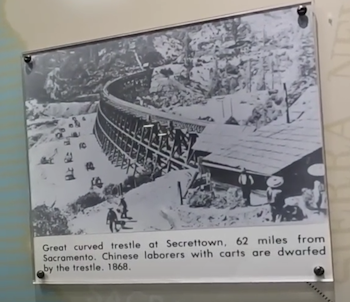 Great curved trestle at Secrettown, 62 miles from
Sacramento. Chinese laborers with carts are dwarfed
by the trestle. 1868.